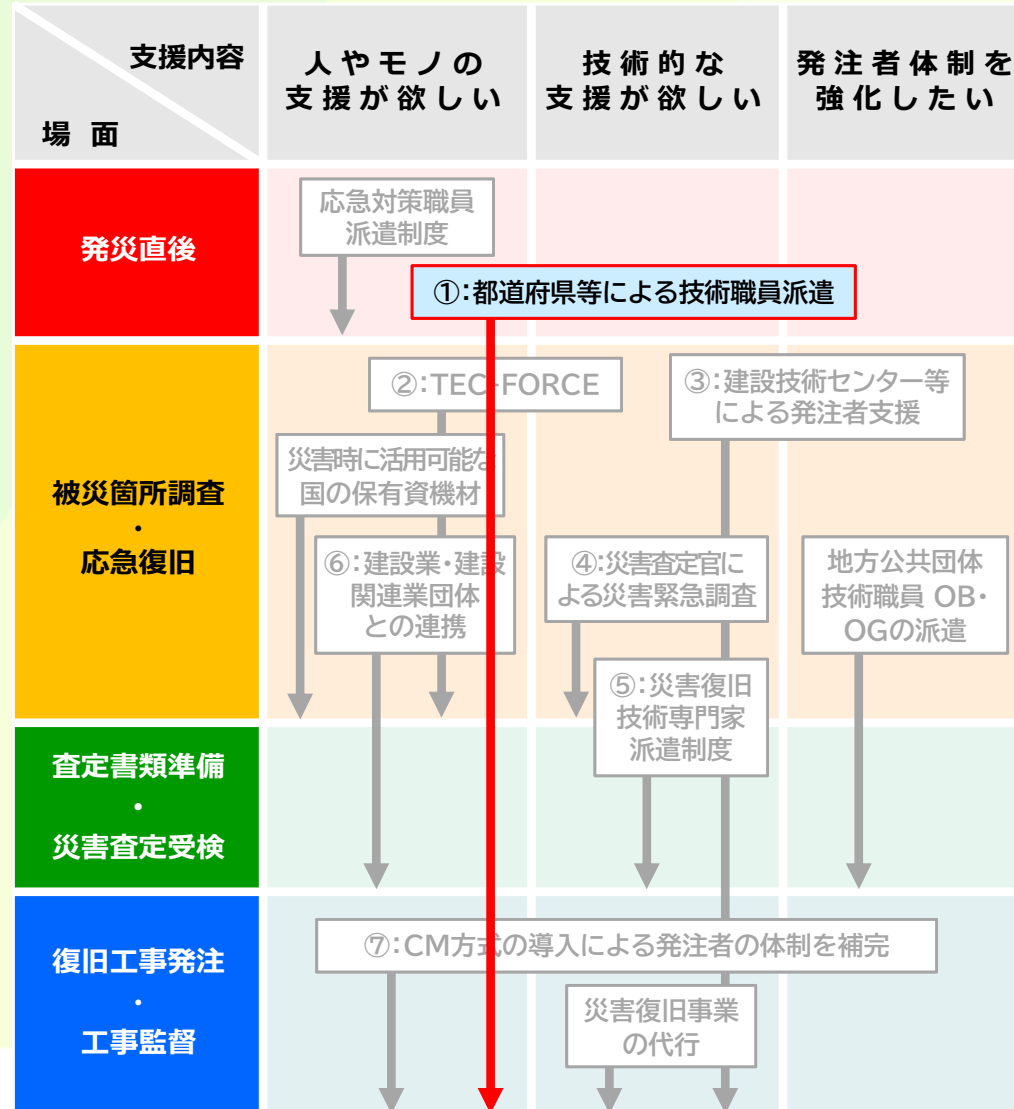 支援内容
場 面
人やモノの
支援が欲しい
技術的な
支援が欲しい
発注者体制を
強化したい
発災直後
応急対策職員
派遣制度
①:都道府県等による技術職員派遣
被災箇所調査
・
応急復旧
②:TEC-FORCE
③:建設技術センター等
による発注者支援
災害時に活用可能な
国の保有資機材
⑥:建設業・建設
関連業団体
との連携
④:災害査定官に
よる災害緊急調査
地方公共団体
技術職員 OB・
OGの派遣
⑤:災害復旧
技術専門家
派遣制度
査定書類準備
・
災害査定受検
復旧工事発注
・
工事監督
⑦:CM方式の導入による発注者の体制を補完
災害復旧事業
の代行